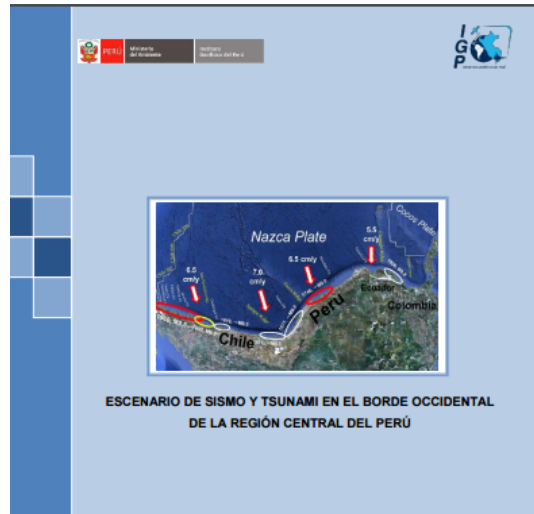 PERÚ
Ministerio
del Ambiente
Instituto
Geofísico del Perú
IGP
Nazca Plate
Cocos Plate
5.5
cm/y
6.5 cm/y
7.0
cm/y
6.5
cm/y
Ecuador
Colombia
Peru
Chile
ESCENARIO DE SISMO Y TSUNAMI EN EL BORDE OCCIDENTAL
DE LA REGIÓN CENTRAL DEL PERÚ